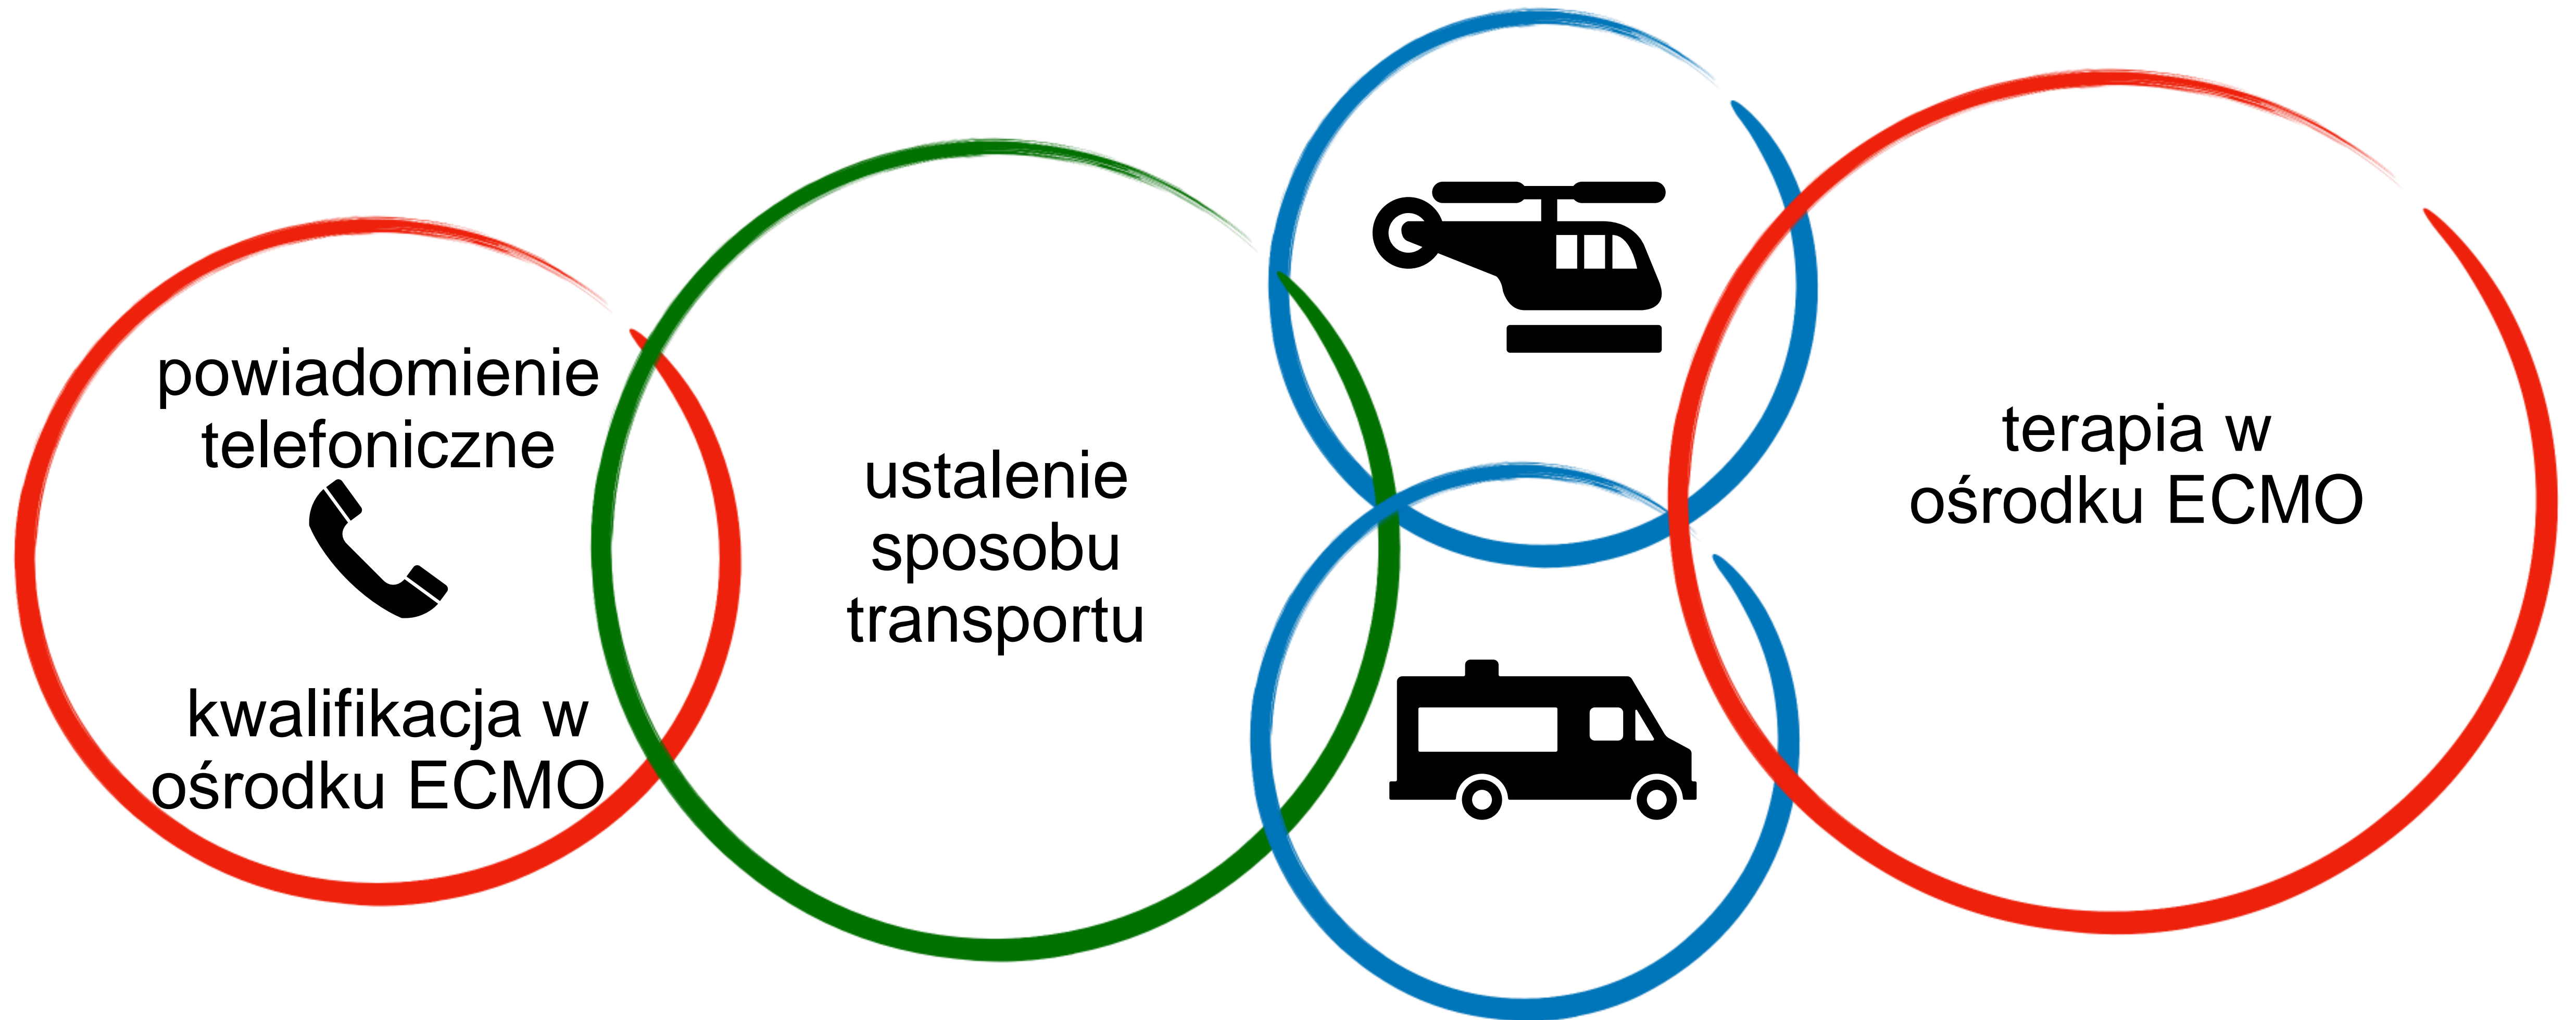 powiadomienie
telefoniczne
kwalifikacja w
ośrodku ECMO
ustalenie
sposobu
transportu
terapia w
ośrodku ECMO